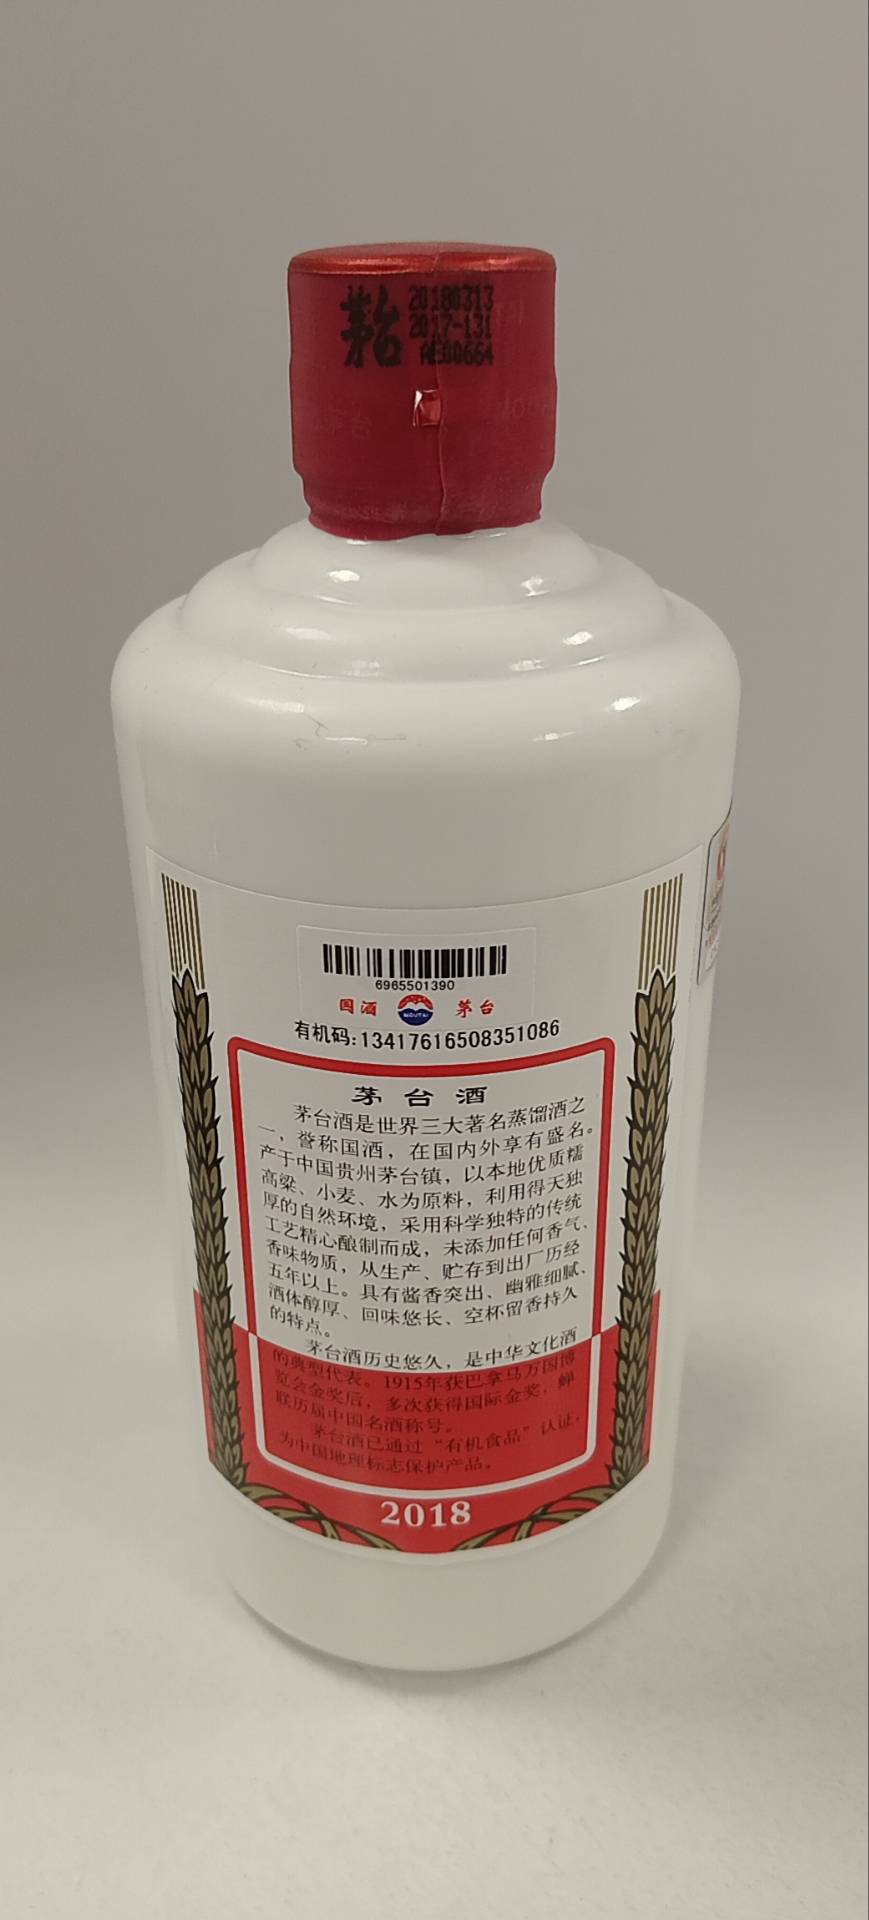 茅台
20180313
2017-131
AE00664
6965501390
国酒
MOUTAI
茅台
有机码:13417616508351086
茅台酒
茅台酒是世界三大著名蒸馏酒之
一，誉称国酒，在国内外享有盛名。
产于中国贵州茅台镇，以本地优质糯
高粱、小麦、水为原料，利用得天独
厚的自然环境，采用科学独特的传统
工艺精心酿制而成，未添加任何香气、
香味物质，从生产、贮存到出厂历经
五年以上。具有酱香突出、幽雅细腻、
酒体醇厚、回味悠长、空杯留香持久
的特点。
茅台酒历史悠久，是中华文化酒
的典型代表。1915年获巴拿马万国博
览会金奖后，多次获得国际金奖，蝉
联历届中国名酒称号。
茅台酒已通过“有机食品”认证，
为中国地理标志保护产品。
2018